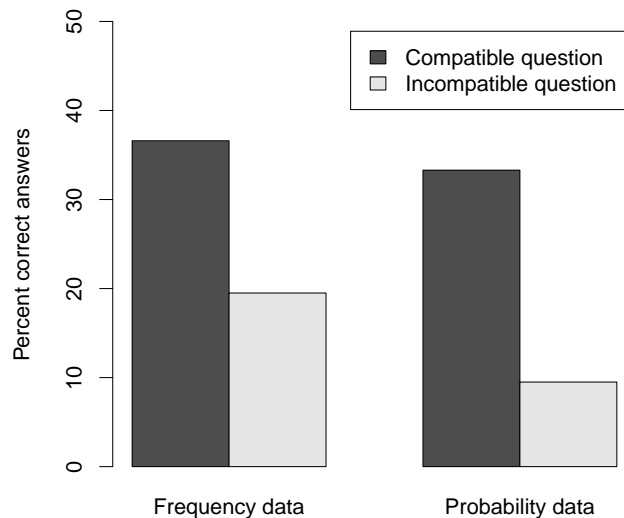 Percent correct answers
50
40
30
20
10
0
Compatible question
Incompatible question
Frequency data
Probability data